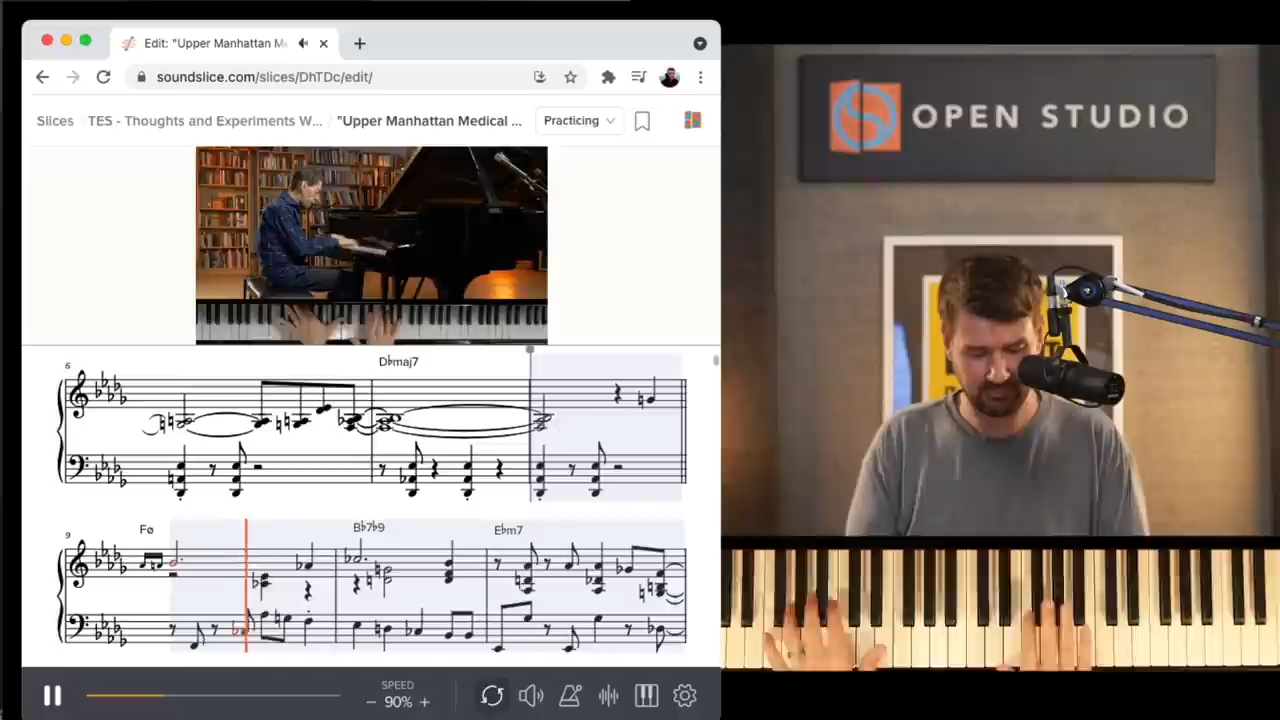 Edit: "Upper Manhattan M
soundslice.com/slices/DhTDc/edit/
Slices / TES - Thoughts and Experiments W... / "Upper Manhattan Medical ...
Practicing
OPEN STUDIO
6
D♭maj7
9
Fø
B♭7♭9
E♭m7
SPEED
− 90% +